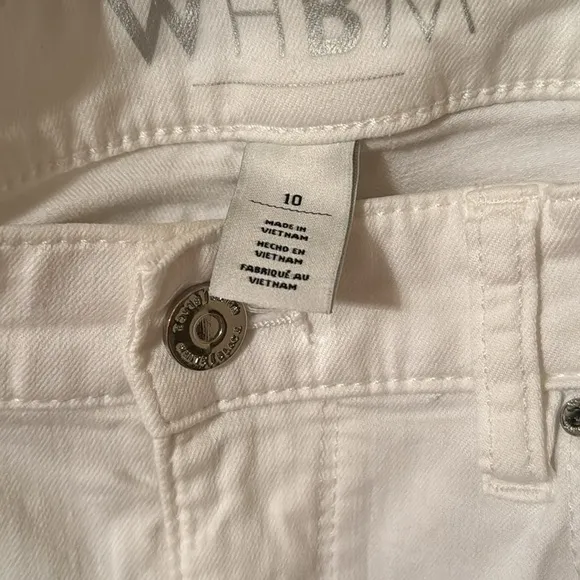 WHBM
10
MADE IN
VIETNAM
HECHO EN
VIETNAM
FABRIQUÉ AU
VIETNAM